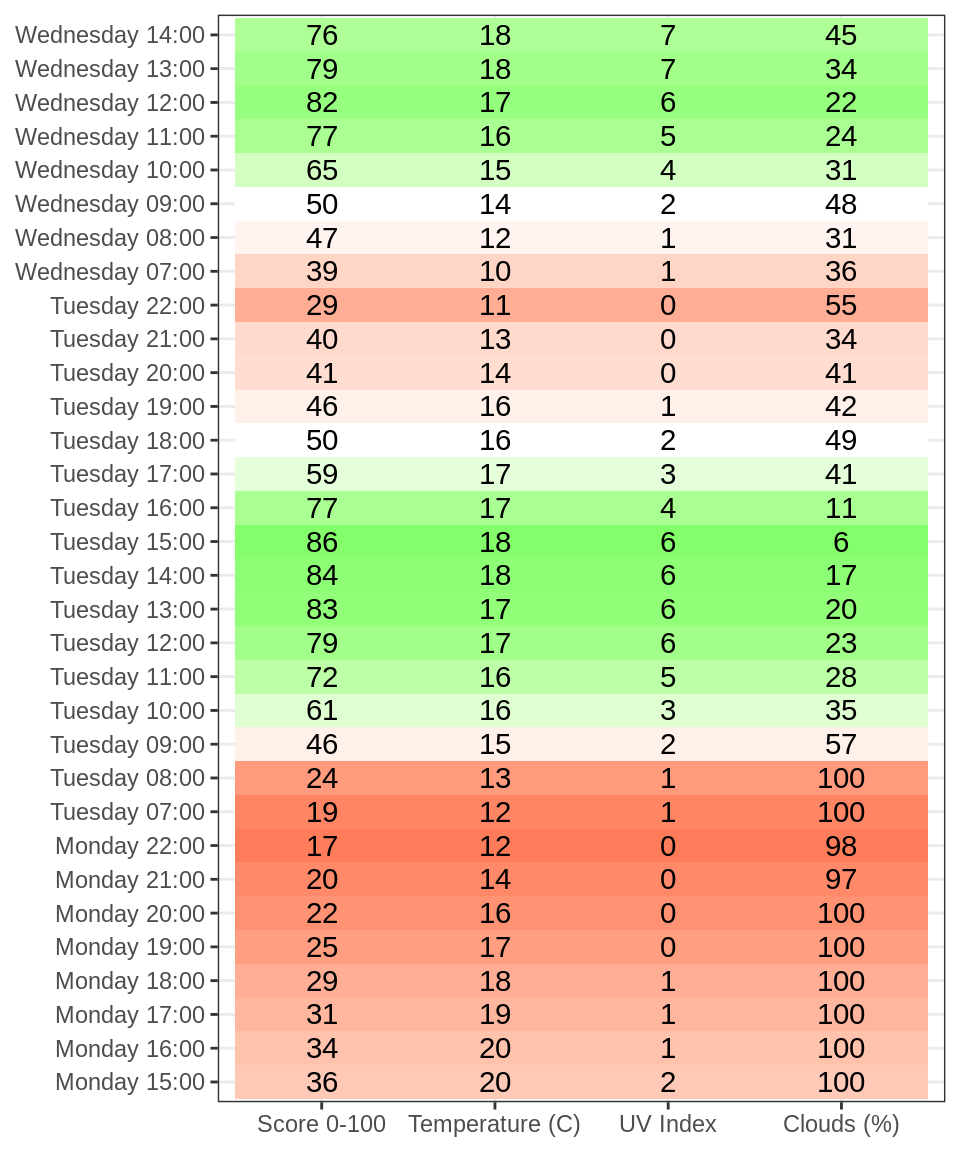 Wednesday 14:00 76 18 7 45
Wednesday 13:00 79 18 7 34
Wednesday 12:00 82 17 6 22
Wednesday 11:00 77 16 5 24
Wednesday 10:00 65 15 4 31
Wednesday 09:00 50 14 2 48
Wednesday 08:00 47 12 1 31
Wednesday 07:00 39 10 1 36
Tuesday 22:00 29 11 0 55
Tuesday 21:00 40 13 0 34
Tuesday 20:00 41 14 0 41
Tuesday 19:00 46 16 1 42
Tuesday 18:00 50 16 2 49
Tuesday 17:00 59 17 3 41
Tuesday 16:00 77 17 4 11
Tuesday 15:00 86 18 6 6
Tuesday 14:00 84 18 6 17
Tuesday 13:00 83 17 6 20
Tuesday 12:00 79 17 6 23
Tuesday 11:00 72 16 5 28
Tuesday 10:00 61 16 3 35
Tuesday 09:00 46 15 2 57
Tuesday 08:00 24 13 1 100
Tuesday 07:00 19 12 1 100
Monday 22:00 17 12 0 98
Monday 21:00 20 14 0 97
Monday 20:00 22 16 0 100
Monday 19:00 25 17 0 100
Monday 18:00 29 18 1 100
Monday 17:00 31 19 1 100
Monday 16:00 34 20 1 100
Monday 15:00 36 20 2 100
Score 0-100 Temperature (C) UV Index Clouds (%)